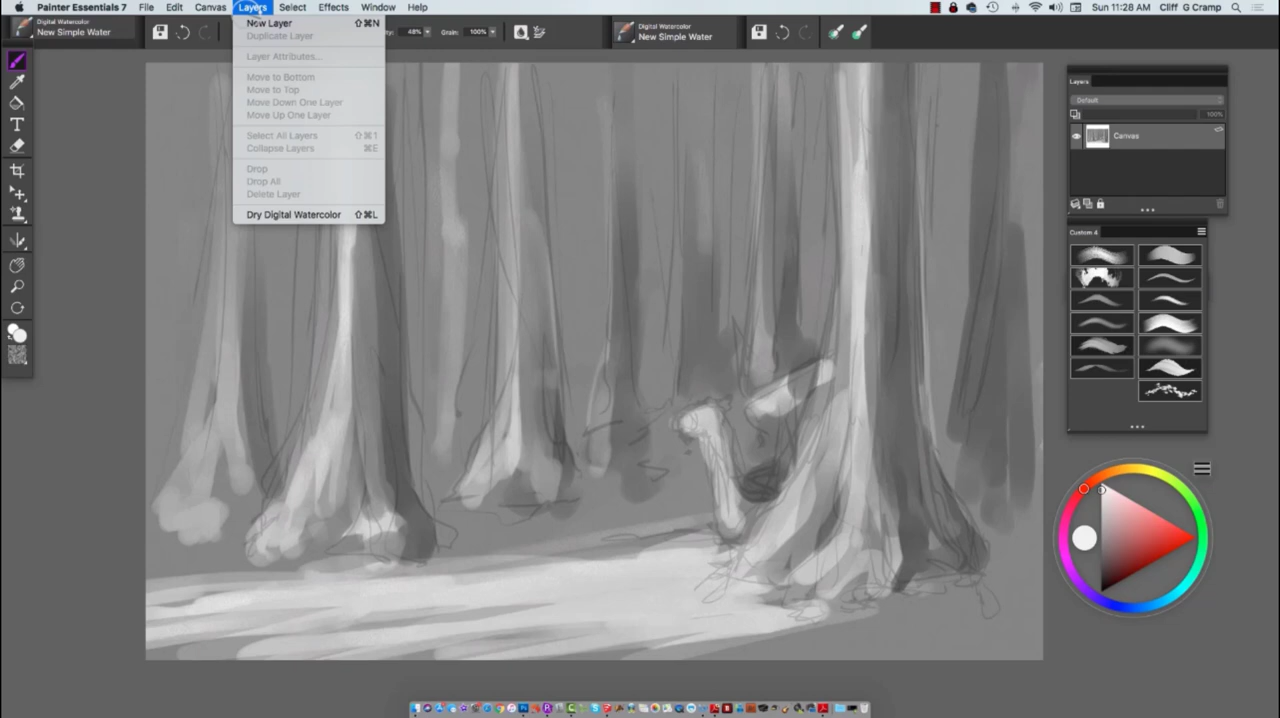 Painter Essentials 7 File Edit Canvas Layers Select Effects Window Help Sun 11:28 AM Cliff G Cramp
Digital Watercolor
New Simple Water
48% Grain: 100%
Digital Watercolor
New Simple Water
New Layer ⇧⌘N
Duplicate Layer
Layer Attributes...
Move to Bottom
Move to Top
Move Down One Layer
Move Up One Layer
Select All Layers ⇧⌘1
Collapse Layers ⌘E
Drop
Drop All
Delete Layer
Dry Digital Watercolor ⇧⌘L
Layers
Default
100%
Canvas
Custom 4